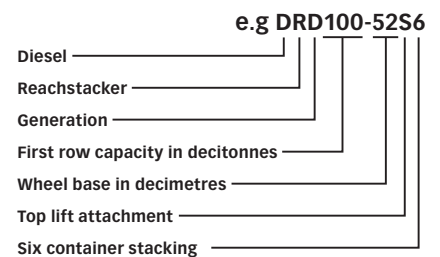 e.g DRD100-52S6
Diesel
Reachstacker
Generation
First row capacity in decitonnes
Wheel base in decimetres
Top lift attachment
Six container stacking